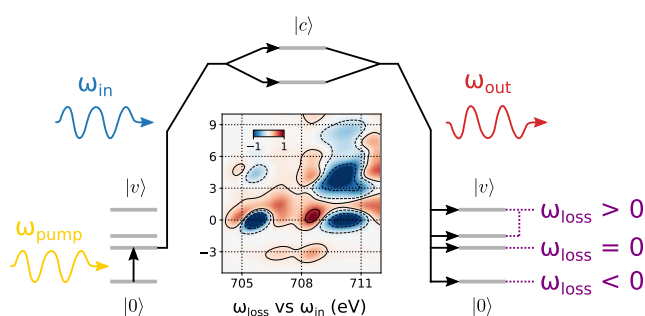 |c⟩
ω_in
ω_out
−1 1
9
6
3
0
−3
705 708 711
ω_loss vs ω_in (eV)
|v⟩
ω_pump
|0⟩
|v⟩
ω_loss > 0
ω_loss = 0
ω_loss < 0
|0⟩